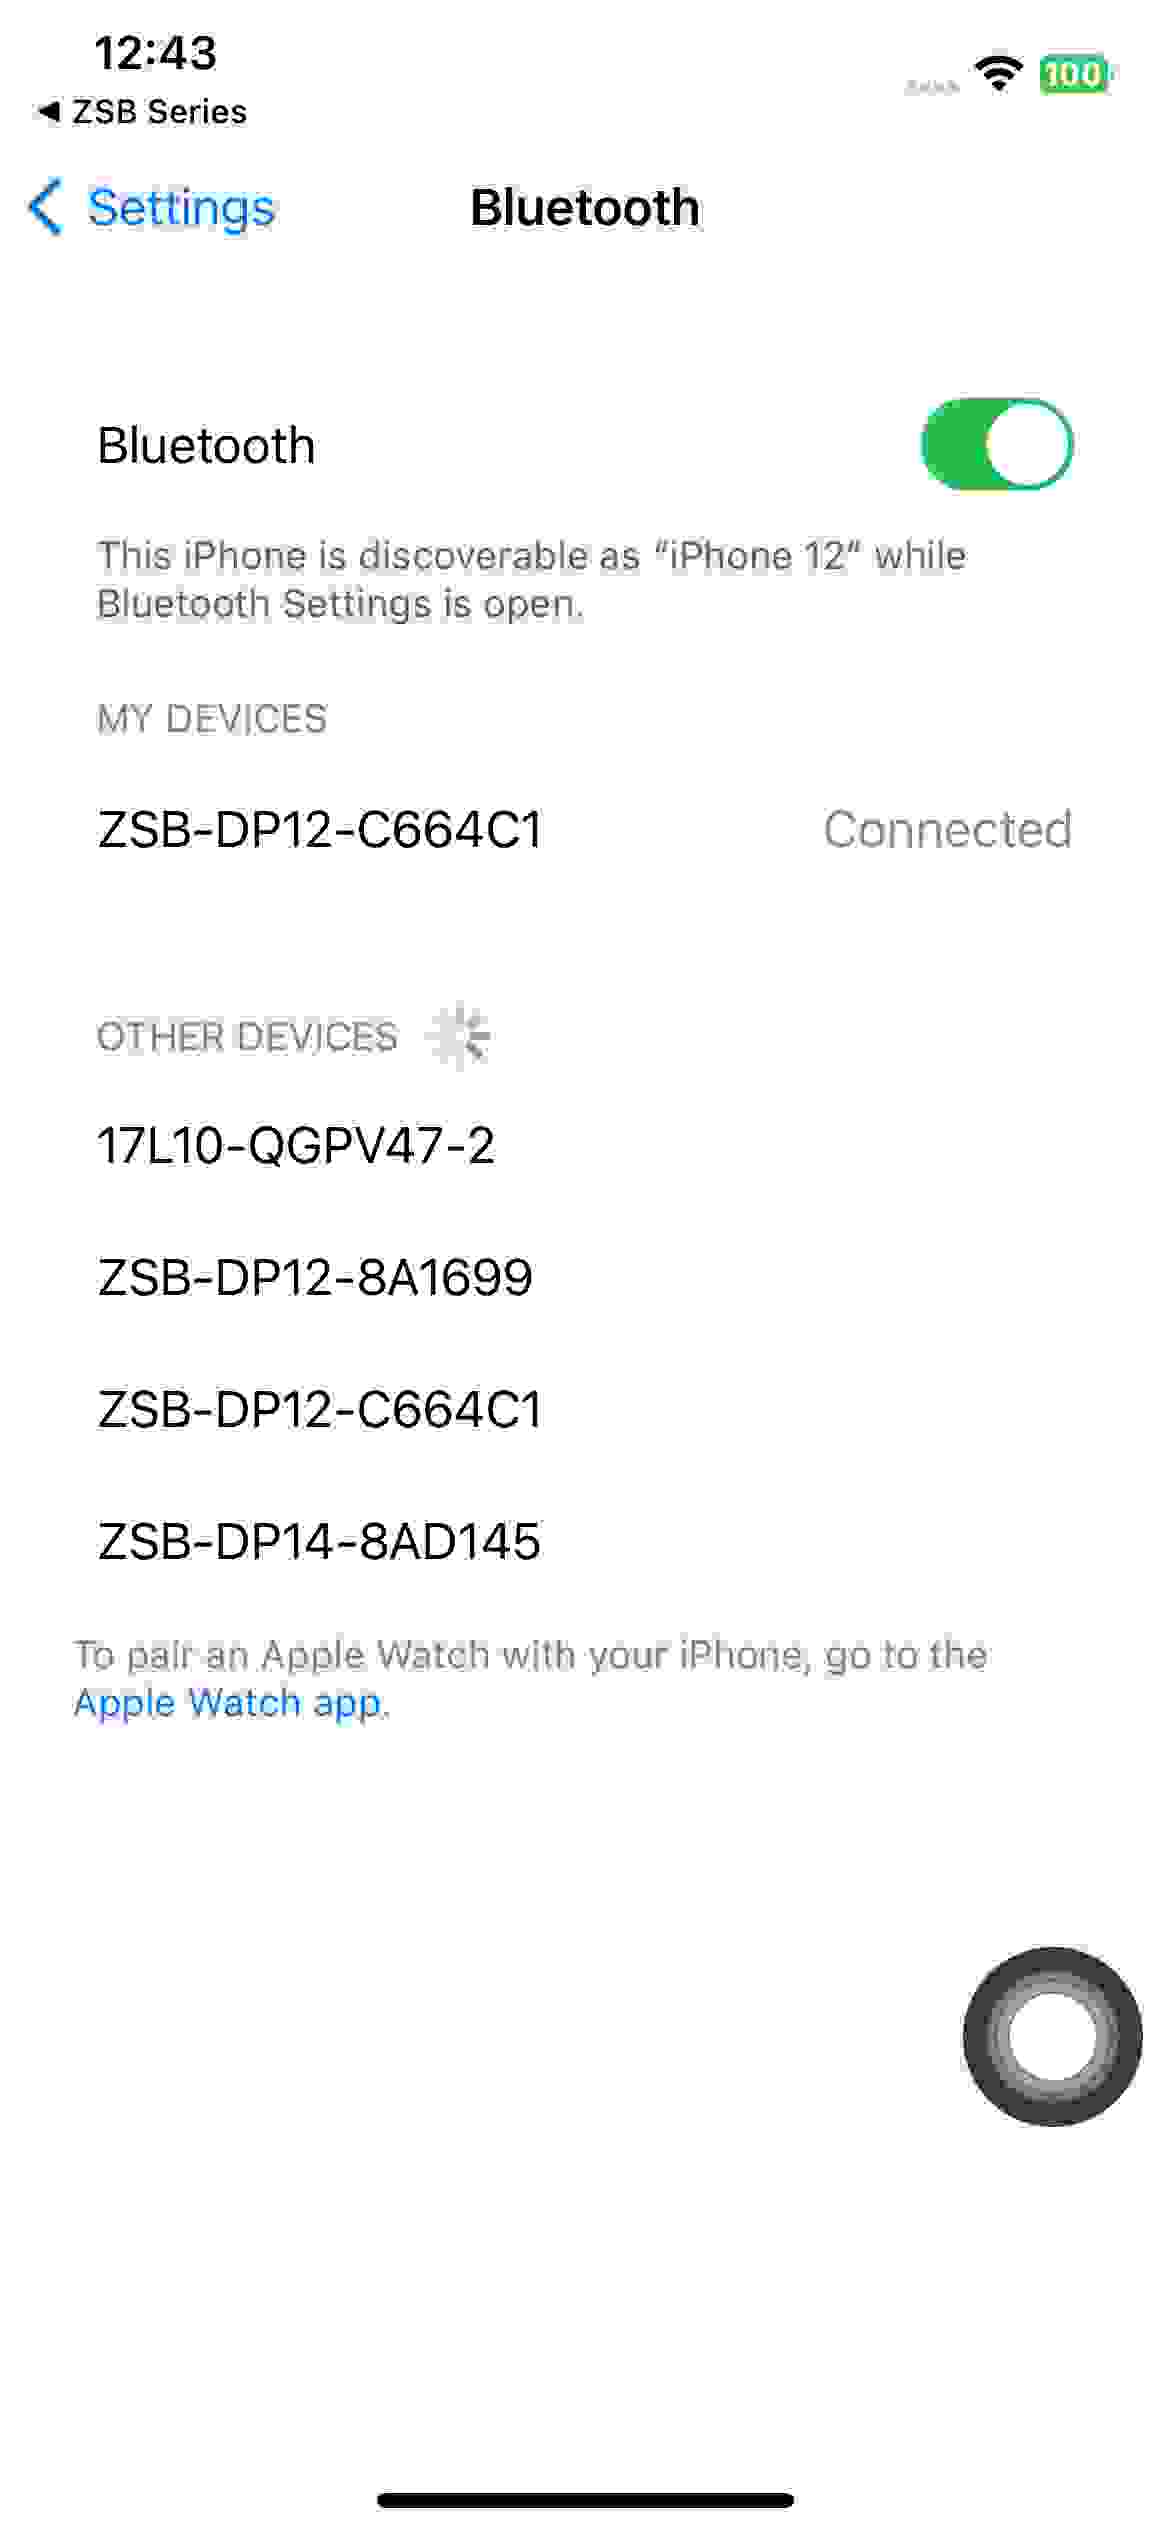 12:43
100
◀ ZSB Series
Settings
Bluetooth
Bluetooth
This iPhone is discoverable as “iPhone 12” while
Bluetooth Settings is open.
MY DEVICES
ZSB-DP12-C664C1 Connected
OTHER DEVICES
17L10-QGPV47-2
ZSB-DP12-8A1699
ZSB-DP12-C664C1
ZSB-DP14-8AD145
To pair an Apple Watch with your iPhone, go to the
Apple Watch app.